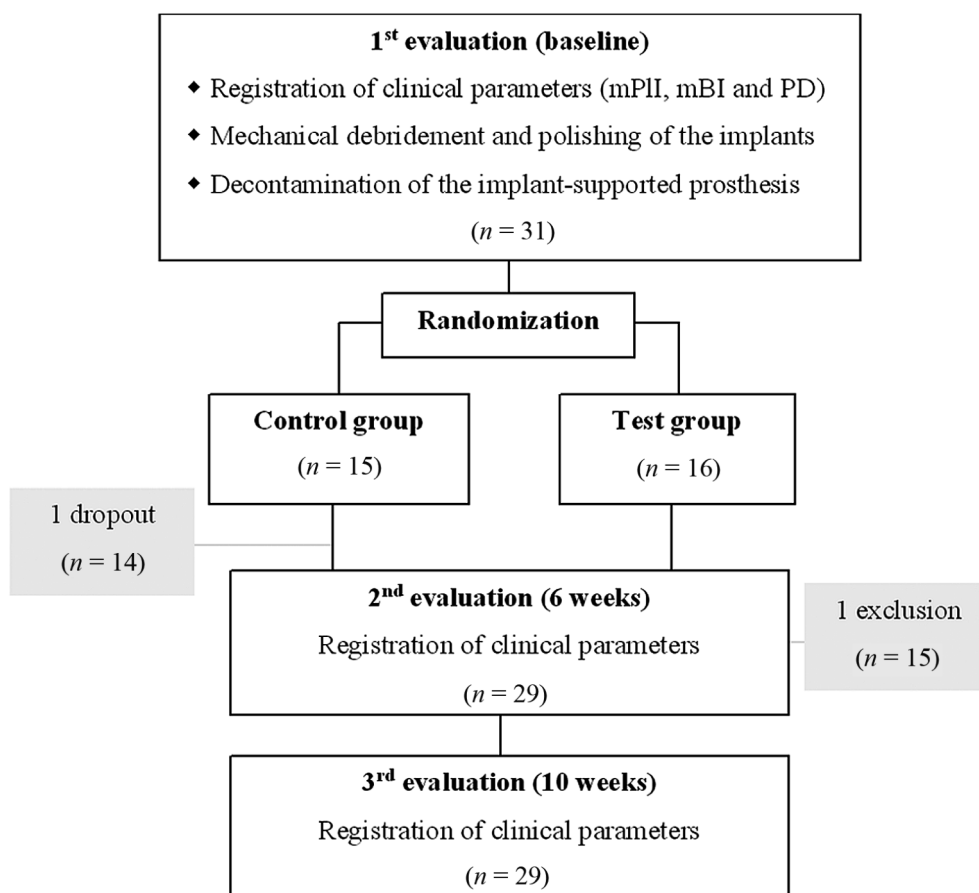 1st evaluation (baseline)
◆ Registration of clinical parameters (mPlI, mBI and PD)
◆ Mechanical debridement and polishing of the implants
◆ Decontamination of the implant-supported prosthesis
(n = 31)
Randomization
Control group
(n = 15)
Test group
(n = 16)
1 dropout
(n = 14)
2nd evaluation (6 weeks)
Registration of clinical parameters
(n = 29)
1 exclusion
(n = 15)
3rd evaluation (10 weeks)
Registration of clinical parameters
(n = 29)